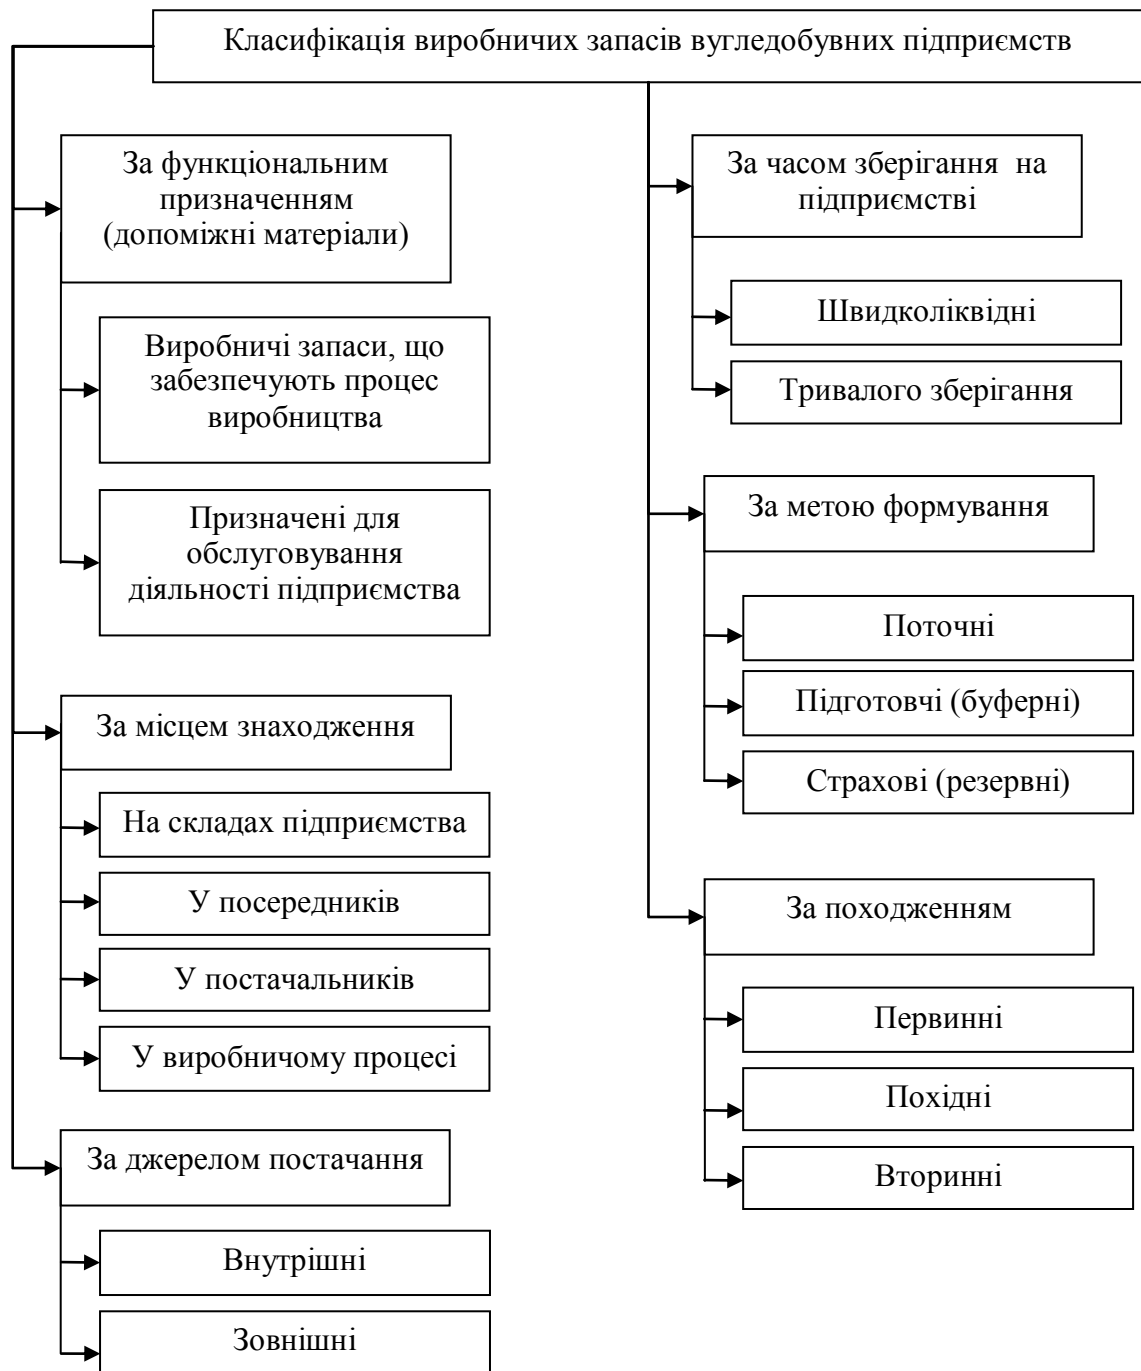 Класифікація виробничих запасів вугледобувних підприємств
За функціональним
призначенням
(допоміжні матеріали)
Виробничі запаси, що
забезпечують процес
виробництва
Призначені для
обслуговування
діяльності підприємства
За місцем знаходження
На складах підприємства
У посередників
У постачальників
У виробничому процесі
За джерелом постачання
Внутрішні
Зовнішні
За часом зберігання на
підприємстві
Швидколіквідні
Тривалого зберігання
За метою формування
Поточні
Підготовчі (буферні)
Страхові (резервні)
За походженням
Первинні
Похідні
Вторинні